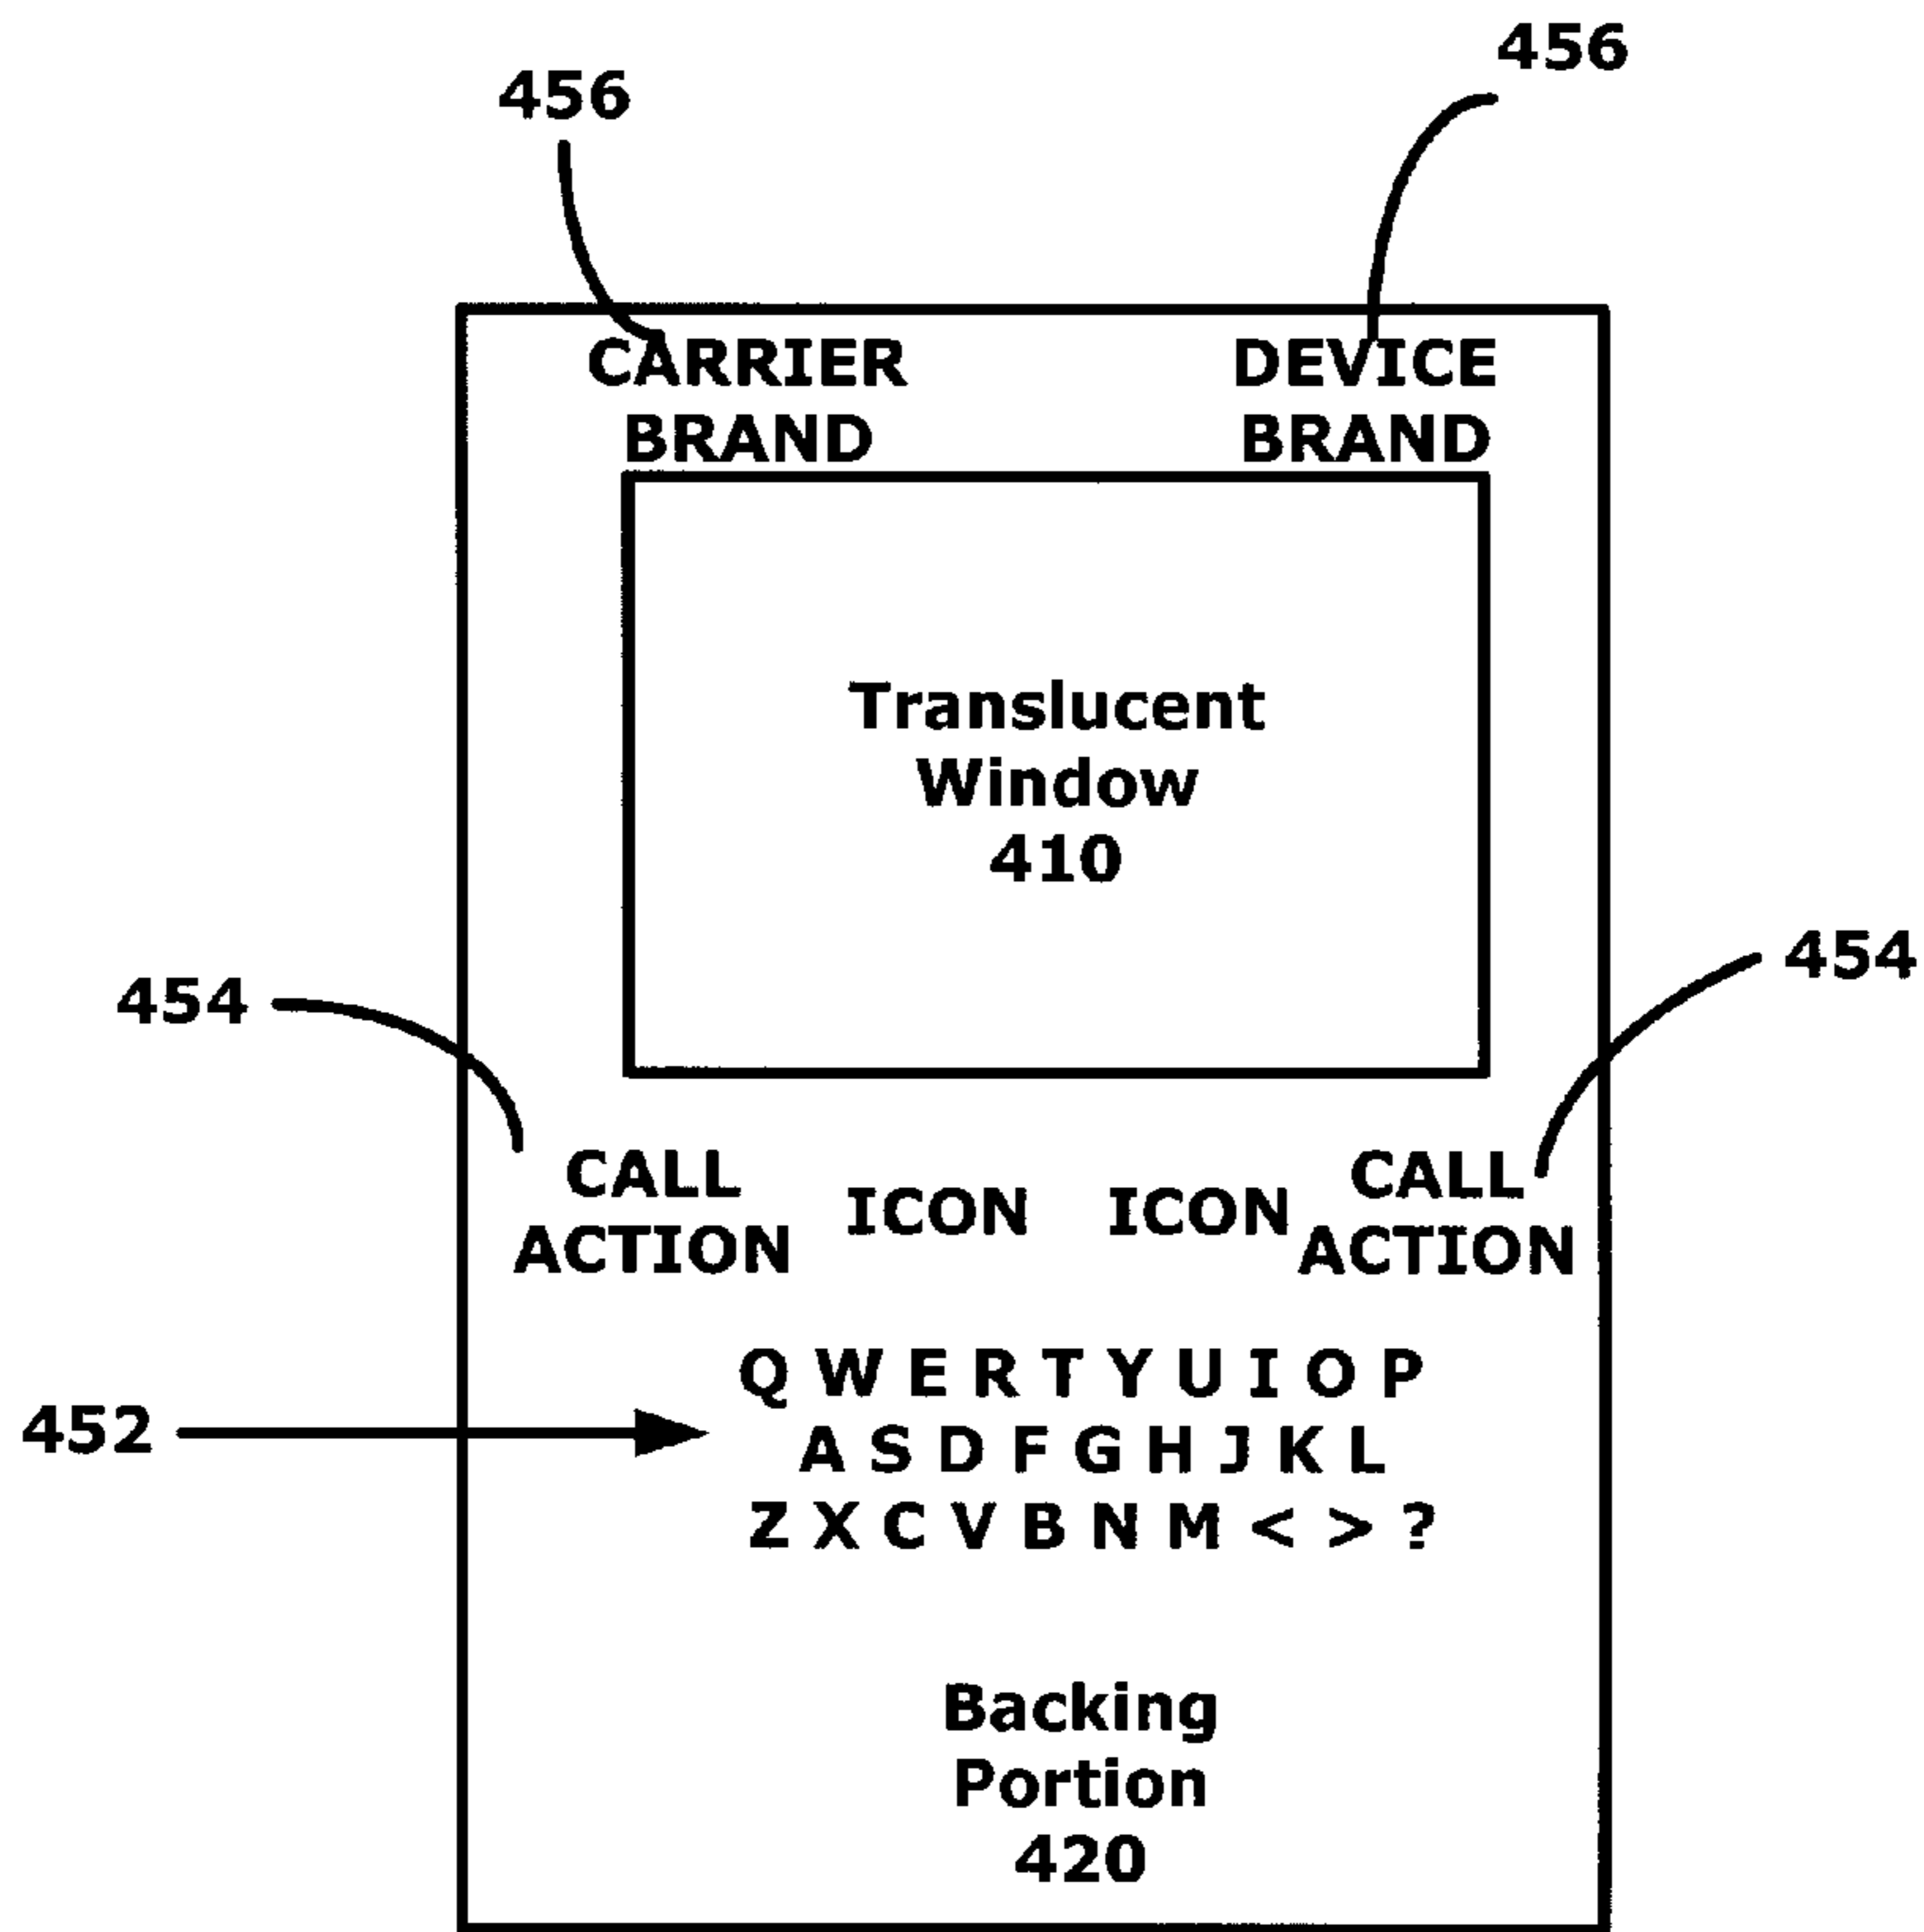 456
456
CARRIER
BRAND
DEVICE
BRAND
Translucent
Window
410
454
454
CALL
ACTION
ICON
ICON
CALL
ACTION
Q W E R T Y U I O P
452
A S D F G H J K L
Z X C V B N M < > ?
Backing
Portion
420